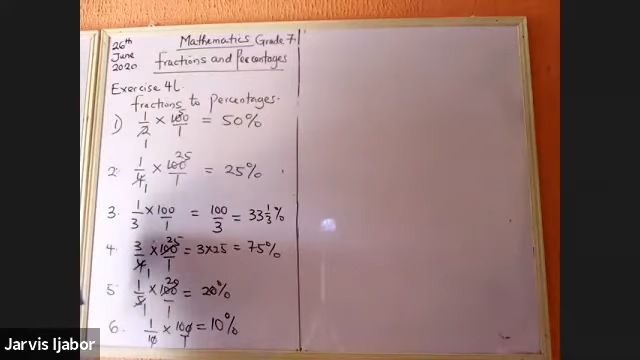 26th June 2020
Mathematics Grade 7.
fractions and Percentages
Exercise 4L
fractions to percentages.
1) 1/2 × 100/1 = 50%
2. 1/4 × 100/1 = 25%
3. 1/3 × 100/1 = 100/3 = 33 1/3 %
4. 3/4 × 100/1 = 3 × 25 = 75%
5. 1/5 × 100/1 = 20%
6. 1/10 × 100/1 = 10%
Jarvis Ijabor